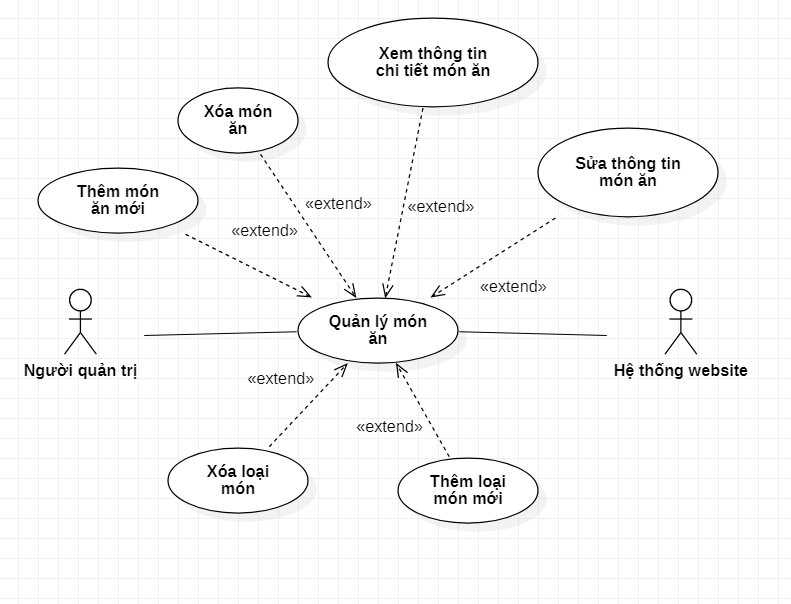 Xem thông tin
chi tiết món ăn
Xóa món
ăn
Sửa thông tin
món ăn
Thêm món
ăn mới
«extend»
«extend»
«extend»
«extend»
Quản lý món
ăn
Người quản trị
Hệ thống website
«extend»
«extend»
Xóa loại
món
Thêm loại
món mới